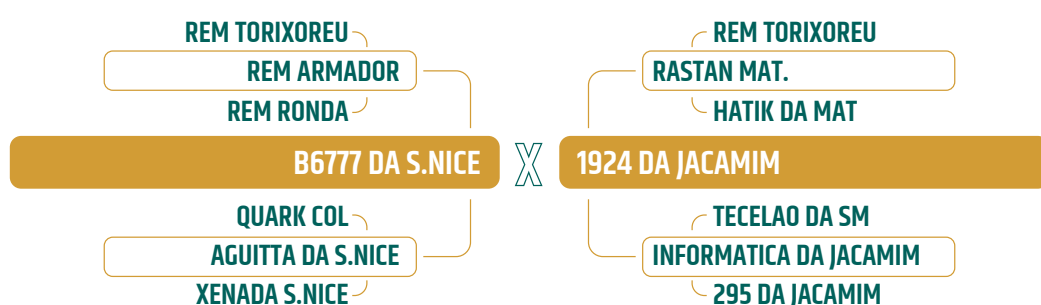 REM TORIXOREU
REM ARMADOR
REM RONDA
B6777 DA S.NICE
QUARK COL
AGUITTA DA S.NICE
XENADA S.NICE
X
REM TORIXOREU
RASTAN MAT.
HATIK DA MAT
1924 DA JACAMIM
TECELAO DA SM
INFORMATICA DA JACAMIM
295 DA JACAMIM